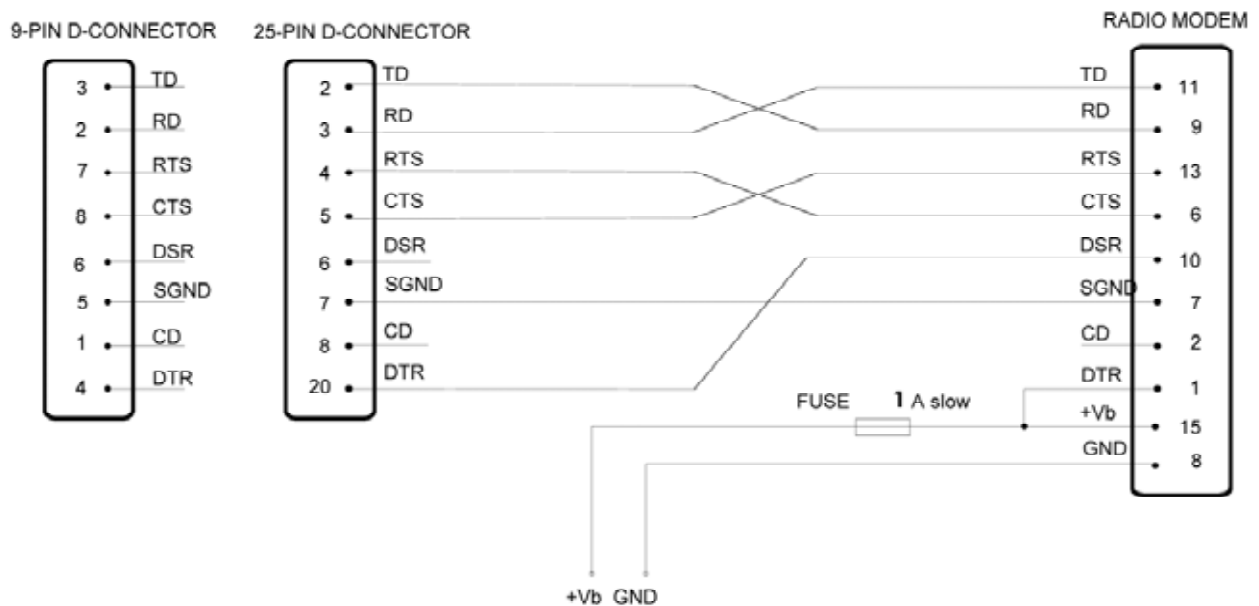 RADIO MODEM
9-PIN D-CONNECTOR 25-PIN D-CONNECTOR
3 TD 2 TD TD 11
2 RD 3 RD RD 9
7 RTS 4 RTS RTS 13
8 CTS 5 CTS CTS 6
6 DSR 6 DSR DSR 10
5 SGND 7 SGND SGND 7
1 CD 8 CD CD 2
4 DTR 20 DTR DTR 1
FUSE 1 A slow +Vb 15
GND 8
+Vb GND